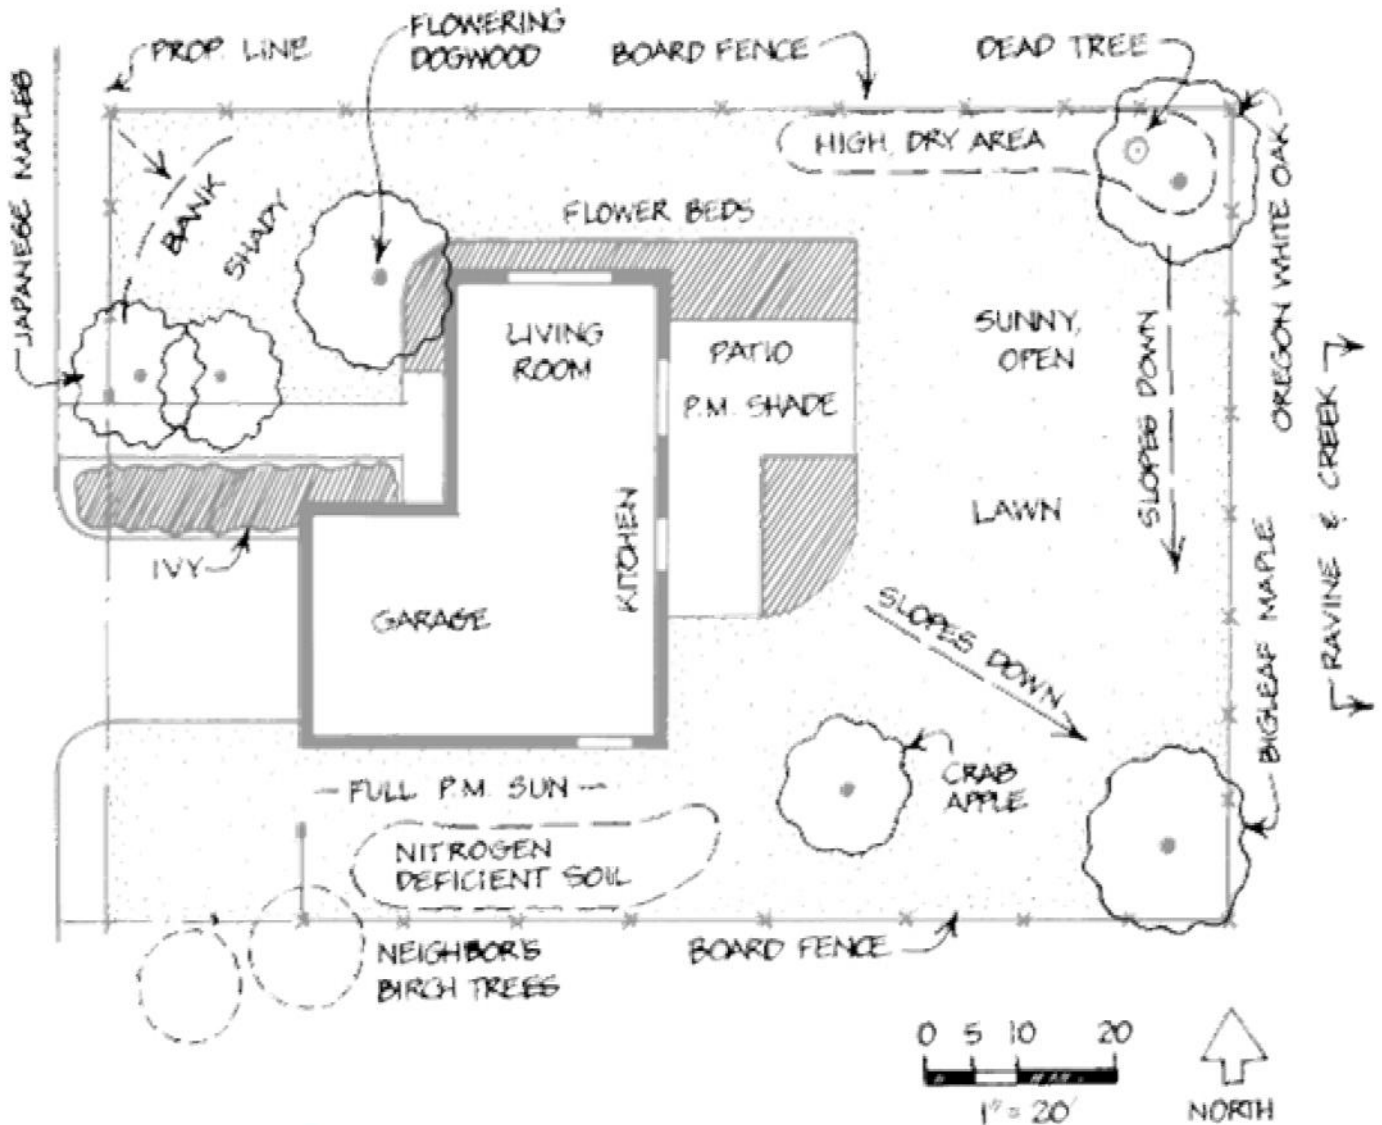 PROP. LINE
FLOWERING
DOGWOOD
BOARD FENCE
DEAD TREE
JAPANESE MAPLES
HIGH, DRY AREA
OREGON WHITE OAK
BANK
SHADY
FLOWER BEDS
LIVING
ROOM
PATIO
P.M. SHADE
SUNNY,
OPEN
SLOPES DOWN
RAVINE & CREEK
LAWN
KITCHEN
IVY
GARAGE
SLOPES DOWN
BIGLEAF MAPLE
CRAB
APPLE
FULL P.M. SUN
NITROGEN
DEFICIENT SOIL
NEIGHBOR'S
BIRCH TREES
BOARD FENCE
0 5 10 20
1" = 20'
NORTH